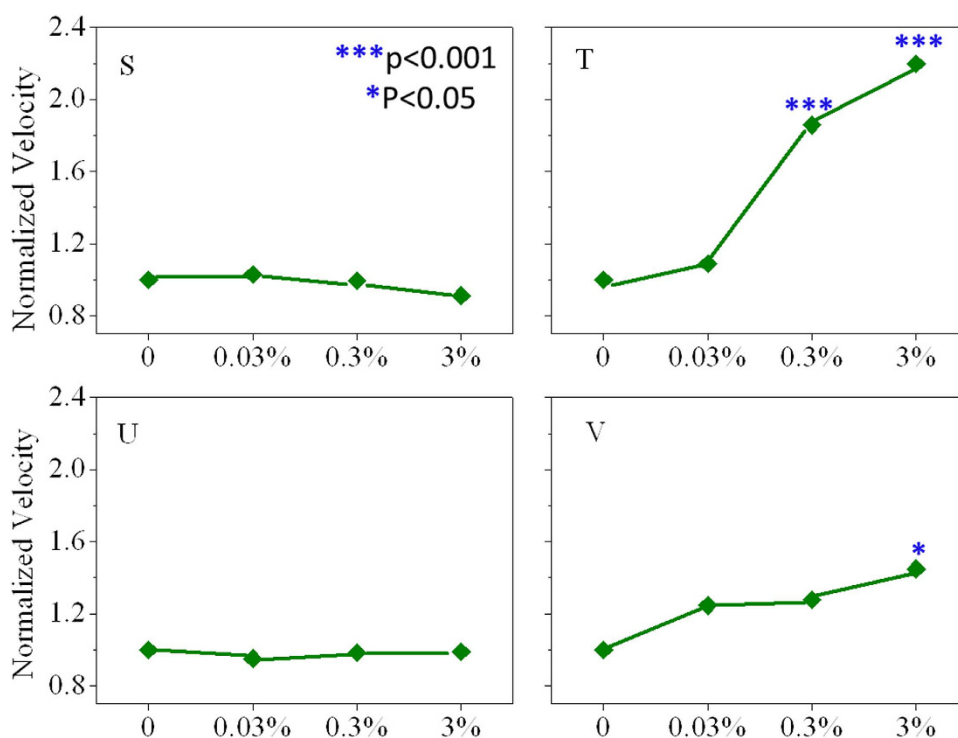 2.4
2.0
1.6
1.2
0.8
Normalized Velocity
S
***p<0.001
*P<0.05
0 0.03% 0.3% 3%
T
***
***
0 0.03% 0.3% 3%
2.4
2.0
1.6
1.2
0.8
Normalized Velocity
U
0 0.03% 0.3% 3%
V
*
0 0.03% 0.3% 3%